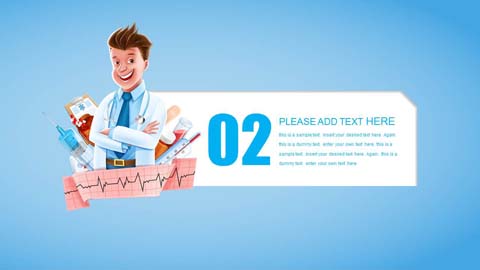 02
PLEASE ADD TEXT HERE
this is a sample text. insert your desired text here. Again.
this is a dummy text. enter your own text here. this is a
sample text. insert your desired text here. Again. this is a
dummy text. enter your own text here